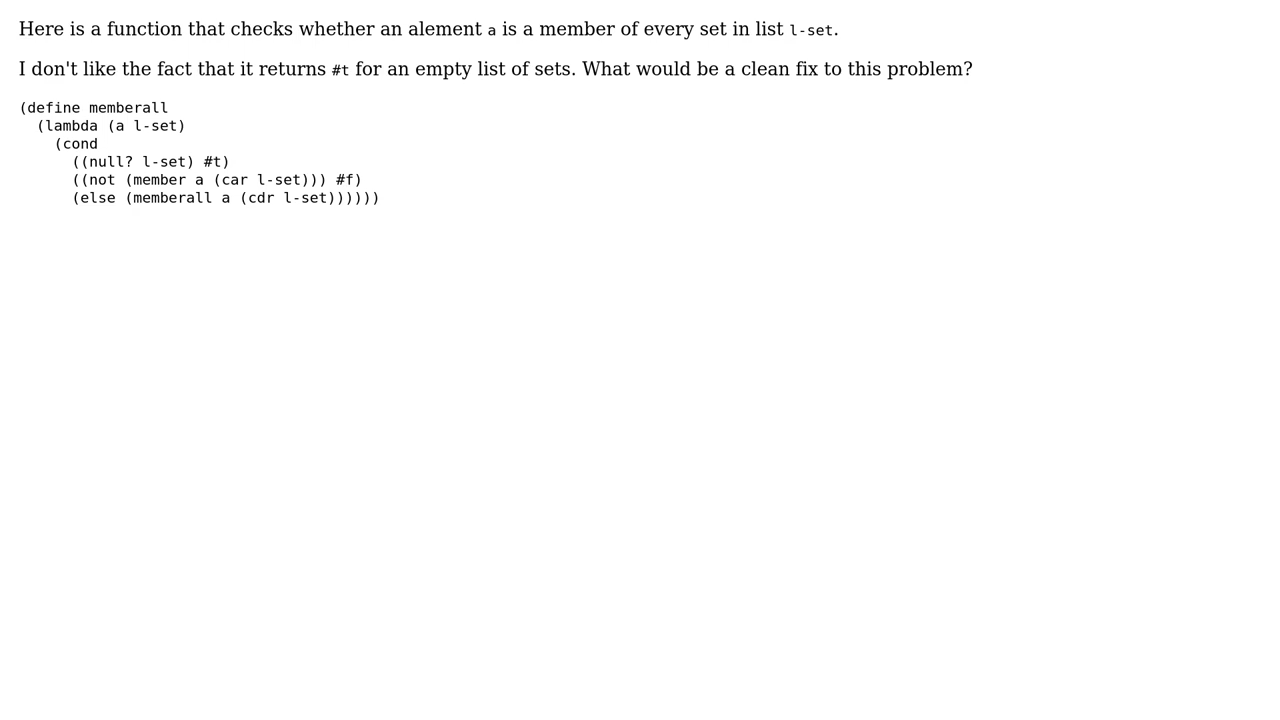 Here is a function that checks whether an alement a is a member of every set in list l-set.
I don't like the fact that it returns #t for an empty list of sets. What would be a clean fix to this problem?
(define memberall
  (lambda (a l-set)
    (cond
      ((null? l-set) #t)
      ((not (member a (car l-set))) #f)
      (else (memberall a (cdr l-set))))))